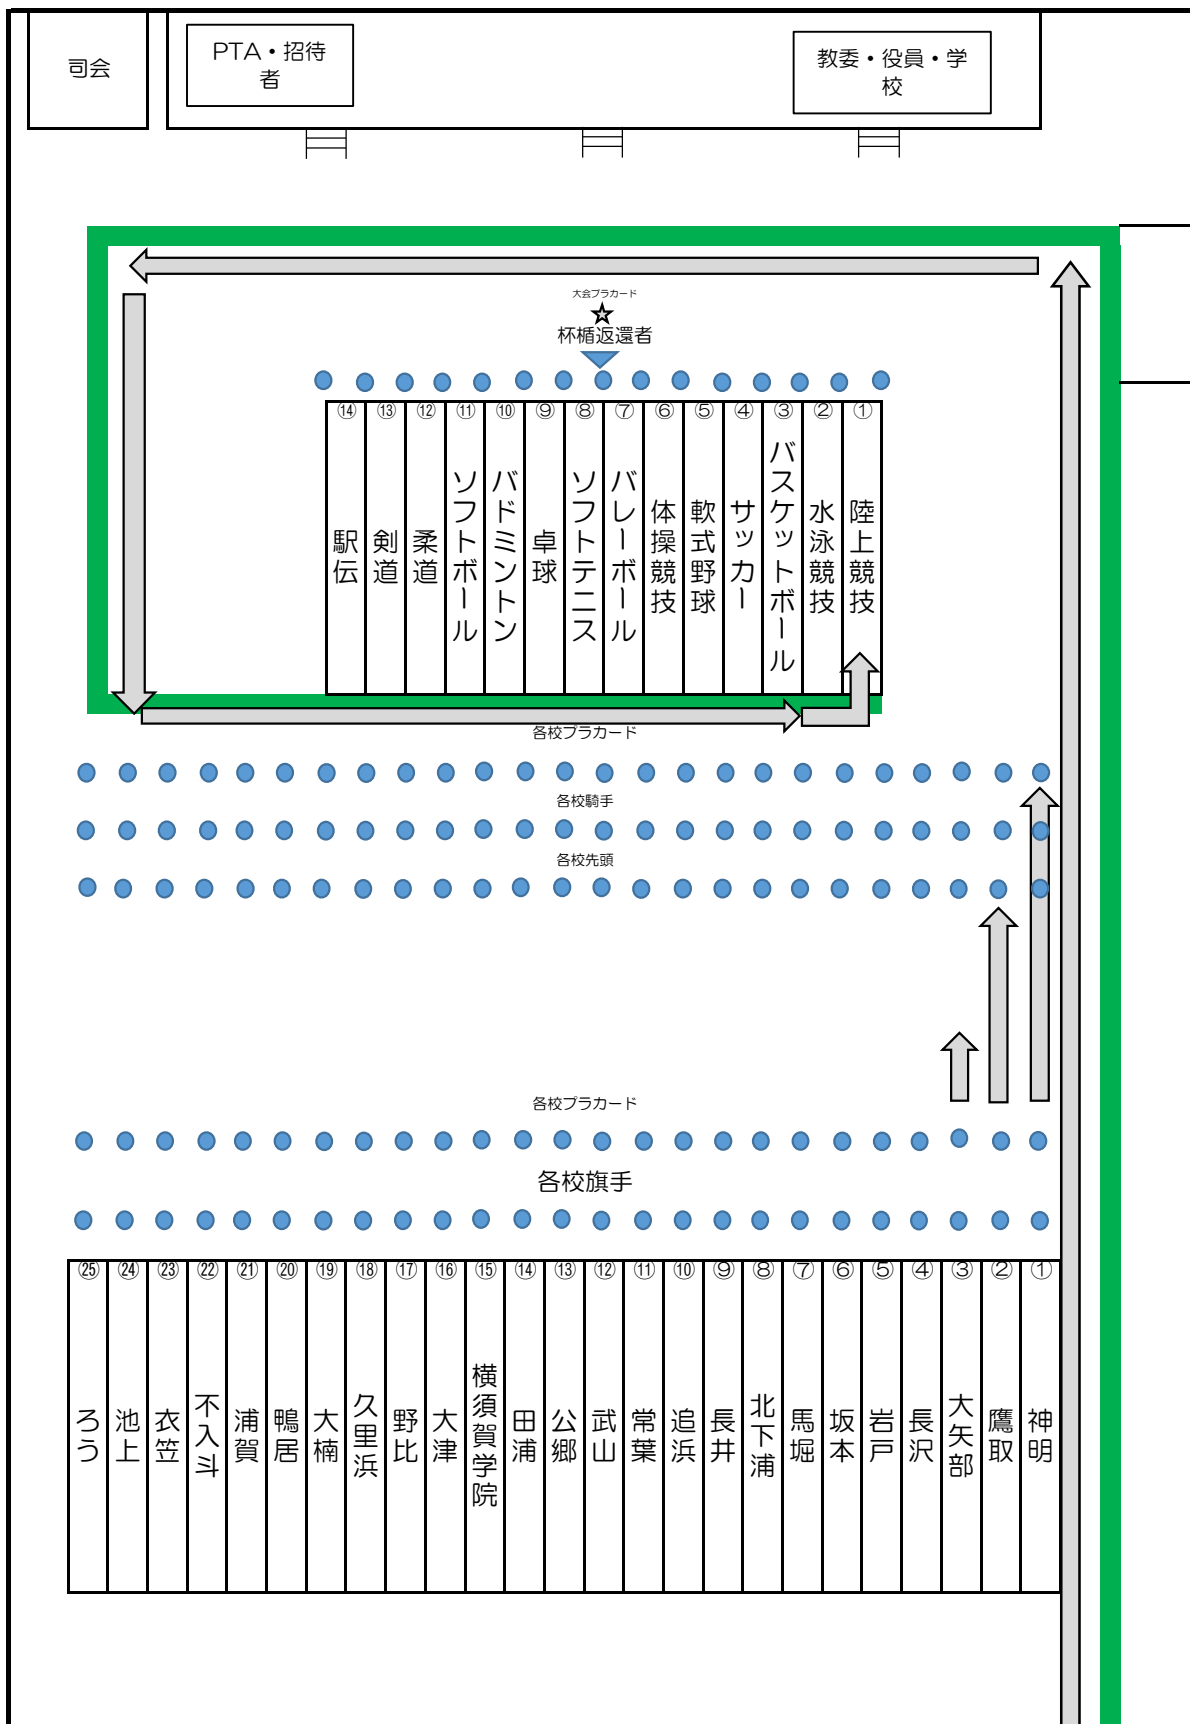 司会
PTA・招待
者
教委・役員・学
校
大会プラカード
☆
杯楯返還者
⑭ ⑬ ⑫ ⑪ ⑩ ⑨ ⑧ ⑦ ⑥ ⑤ ④ ③ ② ①
駅伝
剣道
柔道
ソフトボール
バドミントン
卓球
ソフトテニス
バレーボール
体操競技
軟式野球
サッカー
バスケットボール
水泳競技
陸上競技
各校プラカード
各校騎手
各校先頭
各校プラカード
各校旗手
㉕ ㉔ ㉓ ㉒ ㉑ ⑳ ⑲ ⑱ ⑰ ⑯ ⑮ ⑭ ⑬ ⑫ ⑪ ⑩ ⑨ ⑧ ⑦ ⑥ ⑤ ④ ③ ② ①
ろう
池上
衣笠
不入斗
浦賀
鴨居
大楠
久里浜
野比
大津
横須賀学院
田浦
公郷
武山
常葉
追浜
長井
北下浦
馬堀
坂本
岩戸
長沢
大矢部
鷹取
神明